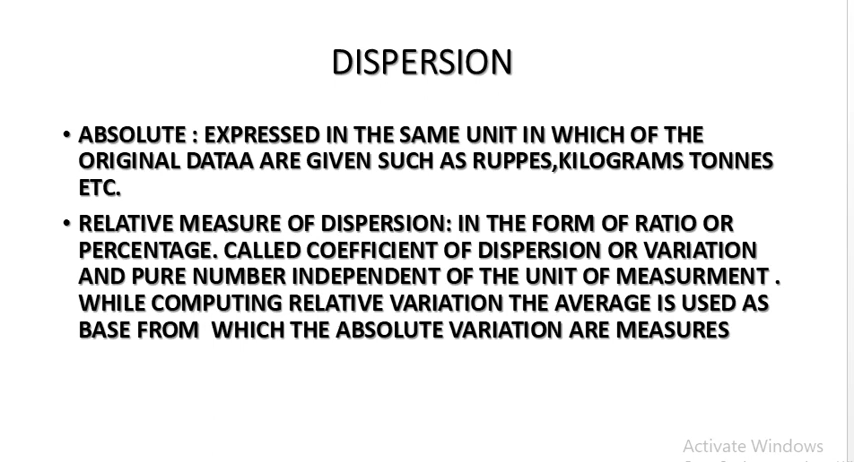 DISPERSION
• ABSOLUTE : EXPRESSED IN THE SAME UNIT IN WHICH OF THE
ORIGINAL DATAA ARE GIVEN SUCH AS RUPPES,KILOGRAMS TONNES
ETC.
• RELATIVE MEASURE OF DISPERSION: IN THE FORM OF RATIO OR
PERCENTAGE. CALLED COEFFICIENT OF DISPERSION OR VARIATION
AND PURE NUMBER INDEPENDENT OF THE UNIT OF MEASURMENT .
WHILE COMPUTING RELATIVE VARIATION THE AVERAGE IS USED AS
BASE FROM  WHICH THE ABSOLUTE VARIATION ARE MEASURES
Activate Windows